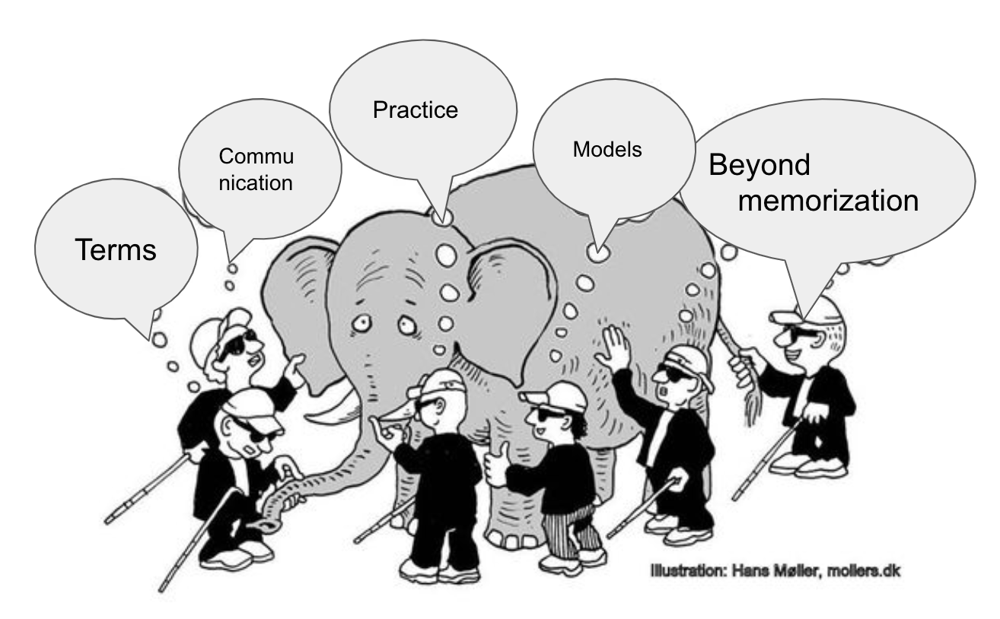 Practice
Models
Commu
nication
Beyond
memorization
Terms
Illustration: Hans Møller, mollers.dk